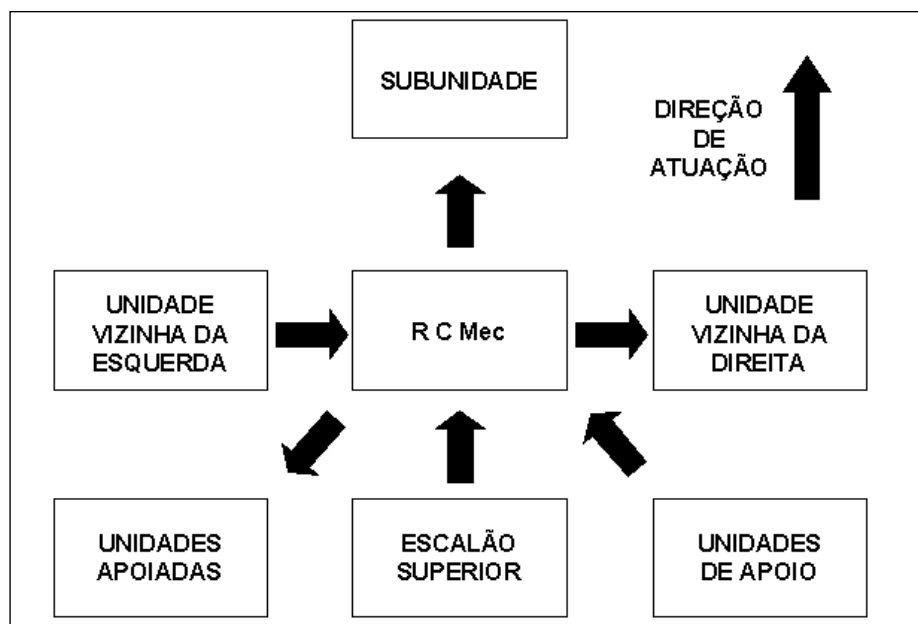 SUBUNIDADE
DIREÇÃO
DE
ATUAÇÃO
UNIDADE
VIZINHA DA
ESQUERDA
R C Mec
UNIDADE
VIZINHA DA
DIREITA
UNIDADES
APOIADAS
ESCALÃO
SUPERIOR
UNIDADES
DE APOIO